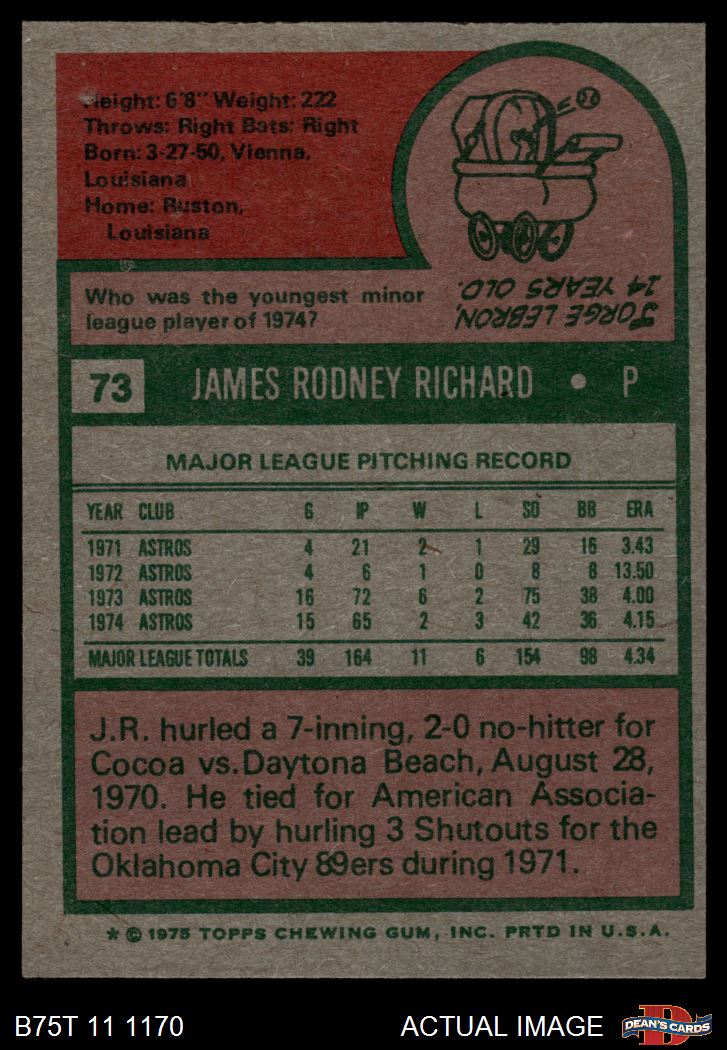 Height: 6'8" Weight: 222
Throws: Right Bats: Right
Born: 3-27-50, Vienna,
Louisiana
Home: Ruston,
Louisiana
Who was the youngest minor
league player of 1974?
JORGE LEBRON,
14 YEARS OLD.
73 JAMES RODNEY RICHARD • P
MAJOR LEAGUE PITCHING RECORD
YEAR CLUB G IP W L SO BB ERA
1971 ASTROS 4 21 2 1 29 16 3.43
1972 ASTROS 4 6 1 0 8 8 13.50
1973 ASTROS 16 72 6 2 75 38 4.00
1974 ASTROS 15 65 2 3 42 36 4.15
MAJOR LEAGUE TOTALS 39 164 11 6 154 98 4.34
J.R. hurled a 7-inning, 2-0 no-hitter for
Cocoa vs. Daytona Beach, August 28,
1970. He tied for American Associa-
tion lead by hurling 3 Shutouts for the
Oklahoma City 89ers during 1971.
* © 1975 TOPPS CHEWING GUM, INC. PRTD IN U.S.A.
B75T 11 1170
ACTUAL IMAGE
D
DEAN'S CARDS